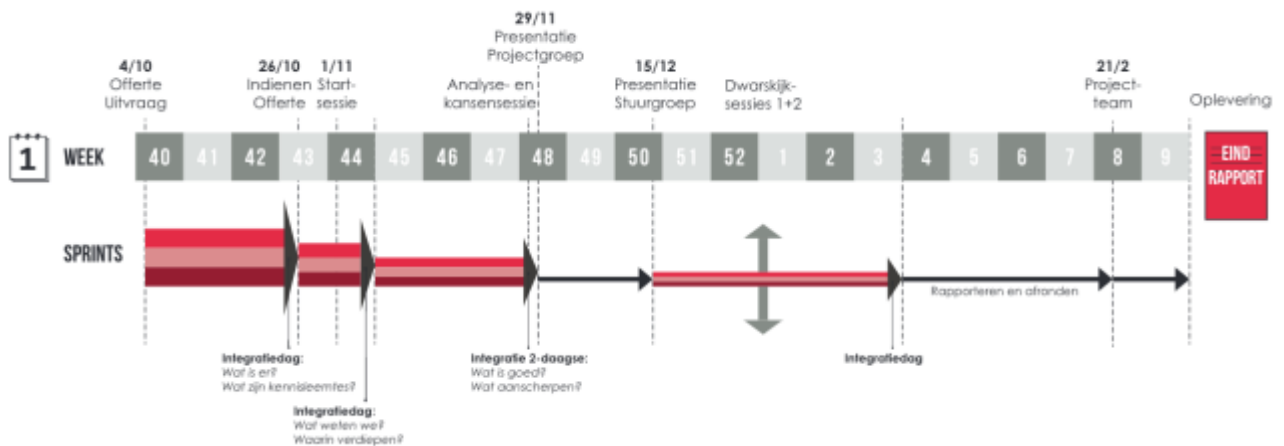 29/11
Presentatie
Projectgroep
4/10
Offerte
Uitvraag
26/10
Indienen
Offerte
1/11
Start-
sessie
Analyse- en
kansensessie
15/12
Presentatie
Stuurgroep
Dwarskijk-
sessies 1+2
21/2
Project-
team
Oplevering
1
WEEK
40 41 42 43 44 45 46 47 48 49 50 51 52 1 2 3 4 5 6 7 8 9
EIND
RAPPORT
SPRINTS
Rapporteren en afronden
Integratiedag:
Wat is er?
Wat zijn kennisleemtes?
Integratiedag:
Wat weten we?
Waarin verdiepen?
Integratie 2-daagse:
Wat is goed?
Wat aanscherpen?
Integratiedag